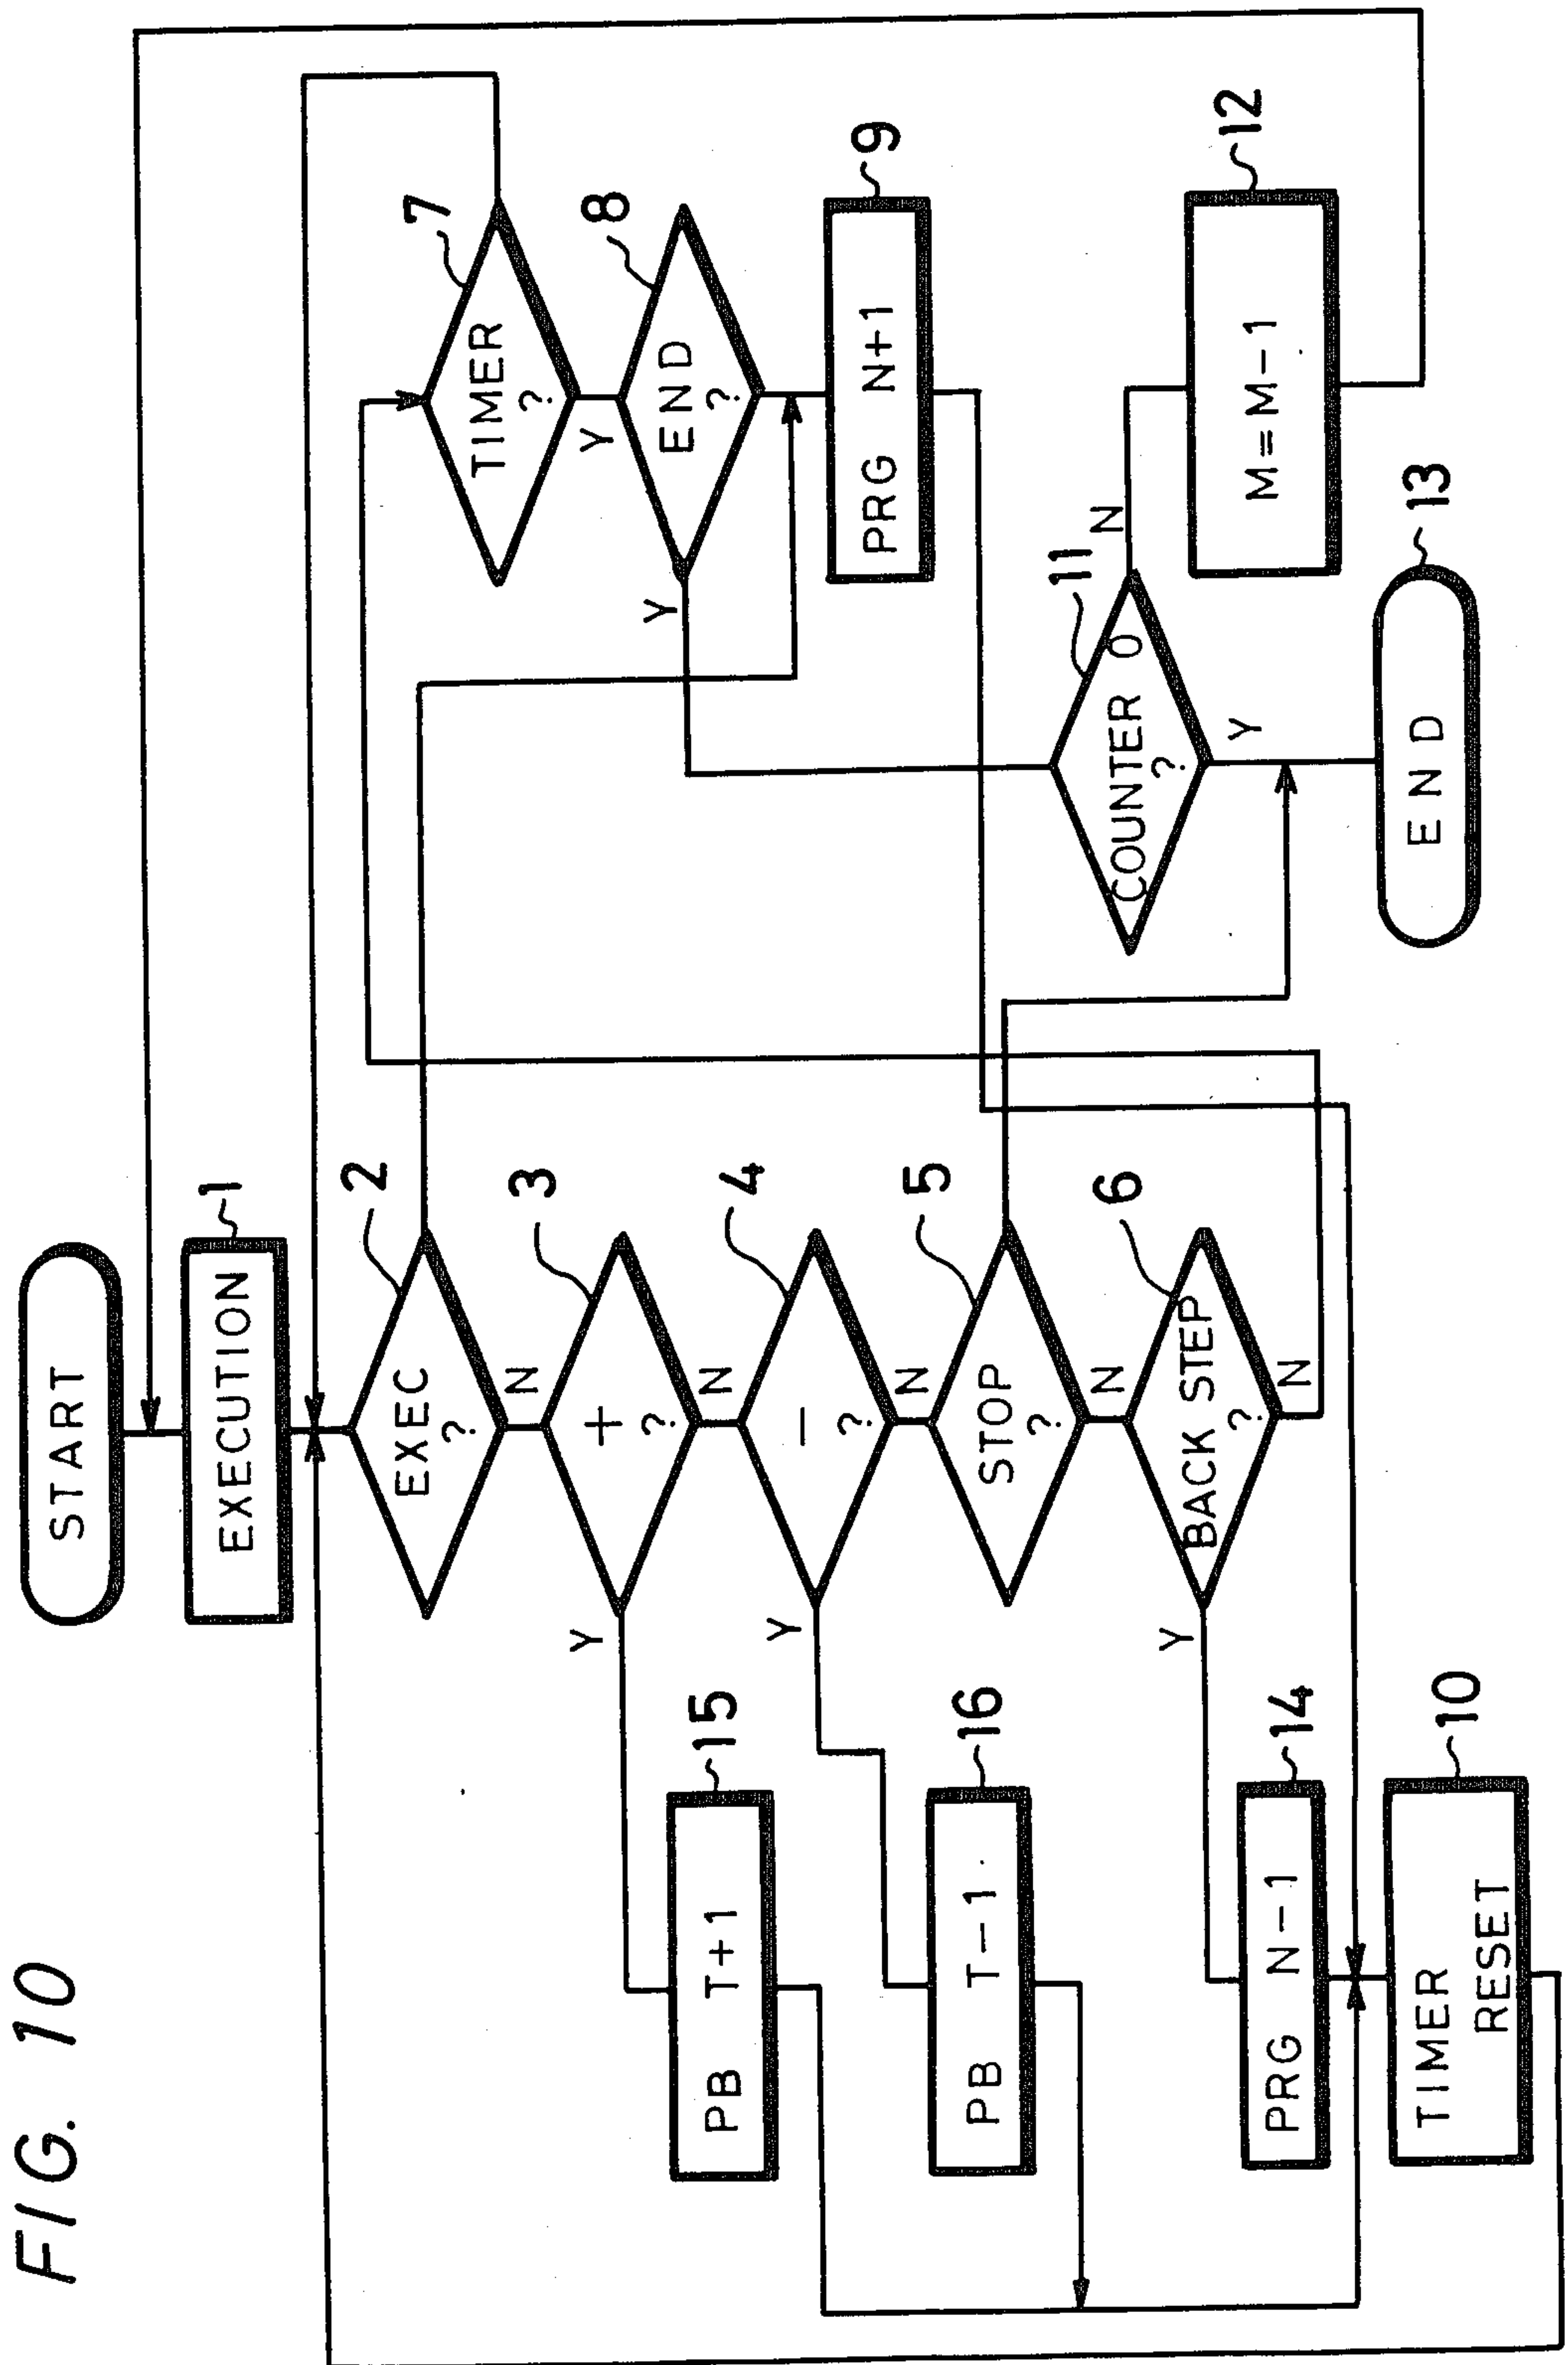 FIG. 10
START
EXECUTION
1
EXEC
?
2
N
+
?
3
Y
N
−
?
4
Y
N
STOP
?
5
N
BACK STEP
?
6
Y
N
PB T+1
15
PB T−1
16
PRG N−1
14
TIMER
RESET
10
TIMER
?
7
Y
END
?
8
Y
PRG N+1
9
COUNTER 0
?
11
N
Y
M=M−1
12
END
13